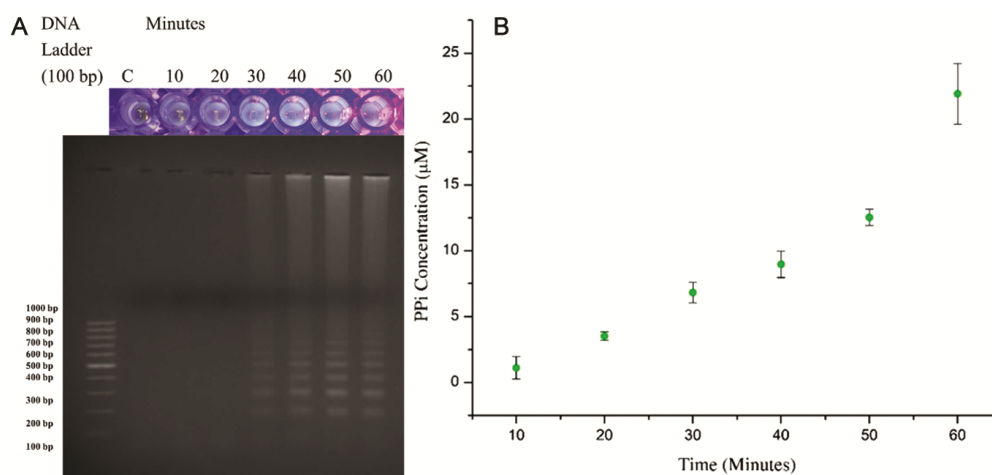 A
DNA Minutes
Ladder
(100 bp) C 10 20 30 40 50 60
1000 bp
900 bp
800 bp
700 bp
600 bp
500 bp
400 bp
300 bp
200 bp
100 bp
B
25
20
15
10
5
0
PPi Concentration (µM)
10 20 30 40 50 60
Time (Minutes)